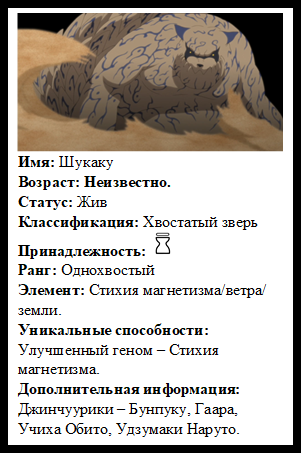 Имя: Шукаку
Возраст: Неизвестно.
Статус: Жив
Классификация: Хвостатый зверь
Принадлежность:
Ранг: Однохвостый
Элемент: Стихия магнетизма/ветра/
земли.
Уникальные способности:
Улучшенный геном – Стихия
магнетизма.
Дополнительная информация:
Джинчуурики – Бунпуку, Гаара,
Учиха Обито, Удзумаки Наруто.